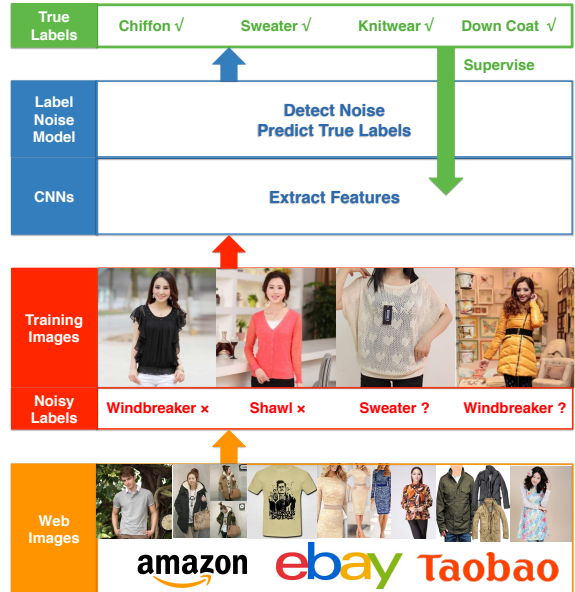 True
Labels
Chiffon √
Sweater √
Knitwear √
Down Coat √
Supervise
Label
Noise
Model
Detect Noise
Predict True Labels
CNNs
Extract Features
Training
Images
Noisy
Labels
Windbreaker ×
Shawl ×
Sweater ?
Windbreaker ?
Web
Images
amazon
ebay
Taobao